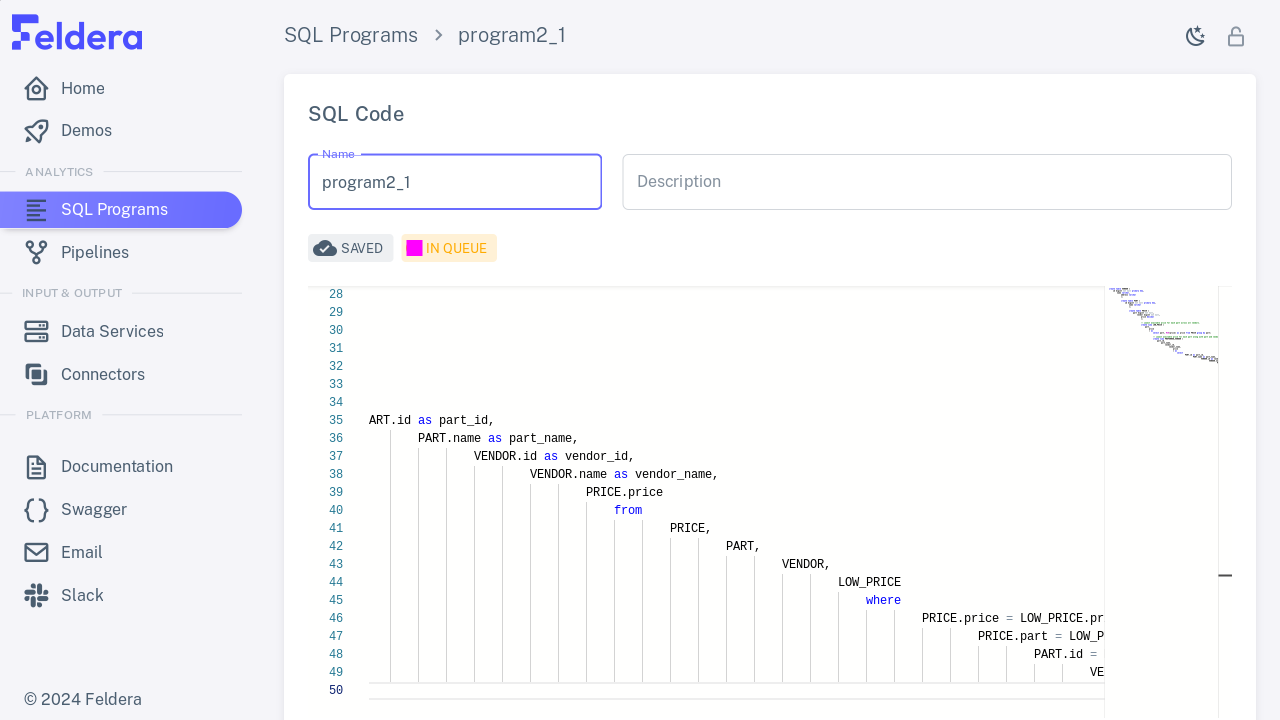 Feldera
SQL Programs > program2_1
Home
Demos
ANALYTICS
SQL Programs
Pipelines
INPUT & OUTPUT
Data Services
Connectors
PLATFORM
Documentation
Swagger
Email
Slack
© 2024 Feldera
SQL Code
Name
program2_1
Description
SAVED
IN QUEUE
28
29
30
31
32
33
34
35 ART.id as part_id,
36 PART.name as part_name,
37 VENDOR.id as vendor_id,
38 VENDOR.name as vendor_name,
39 PRICE.price
40 from
41 PRICE,
42 PART,
43 VENDOR,
44 LOW_PRICE
45 where
46 PRICE.price = LOW_PRICE.pr
47 PRICE.part = LOW_P
48 PART.id =
49 VE
50